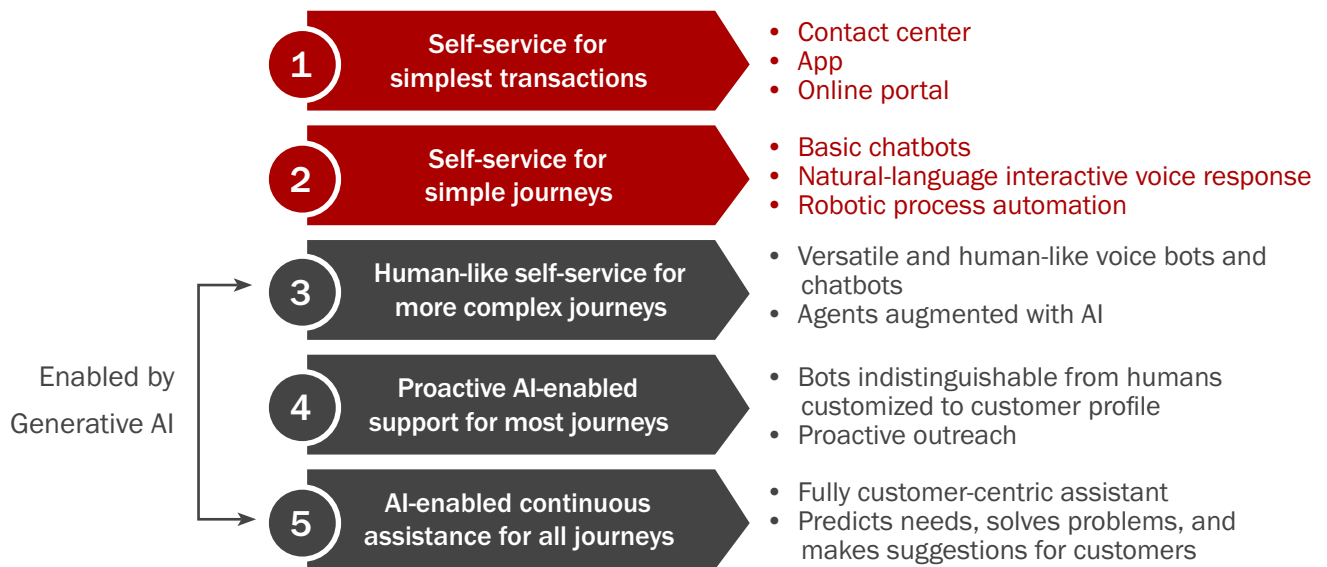 1
Self-service for
simplest transactions
• Contact center
• App
• Online portal
2
Self-service for
simple journeys
• Basic chatbots
• Natural-language interactive voice response
• Robotic process automation
Enabled by
Generative AI
3
Human-like self-service for
more complex journeys
• Versatile and human-like voice bots and
chatbots
• Agents augmented with AI
4
Proactive AI-enabled
support for most journeys
• Bots indistinguishable from humans
customized to customer profile
• Proactive outreach
5
AI-enabled continuous
assistance for all journeys
• Fully customer-centric assistant
• Predicts needs, solves problems, and
makes suggestions for customers